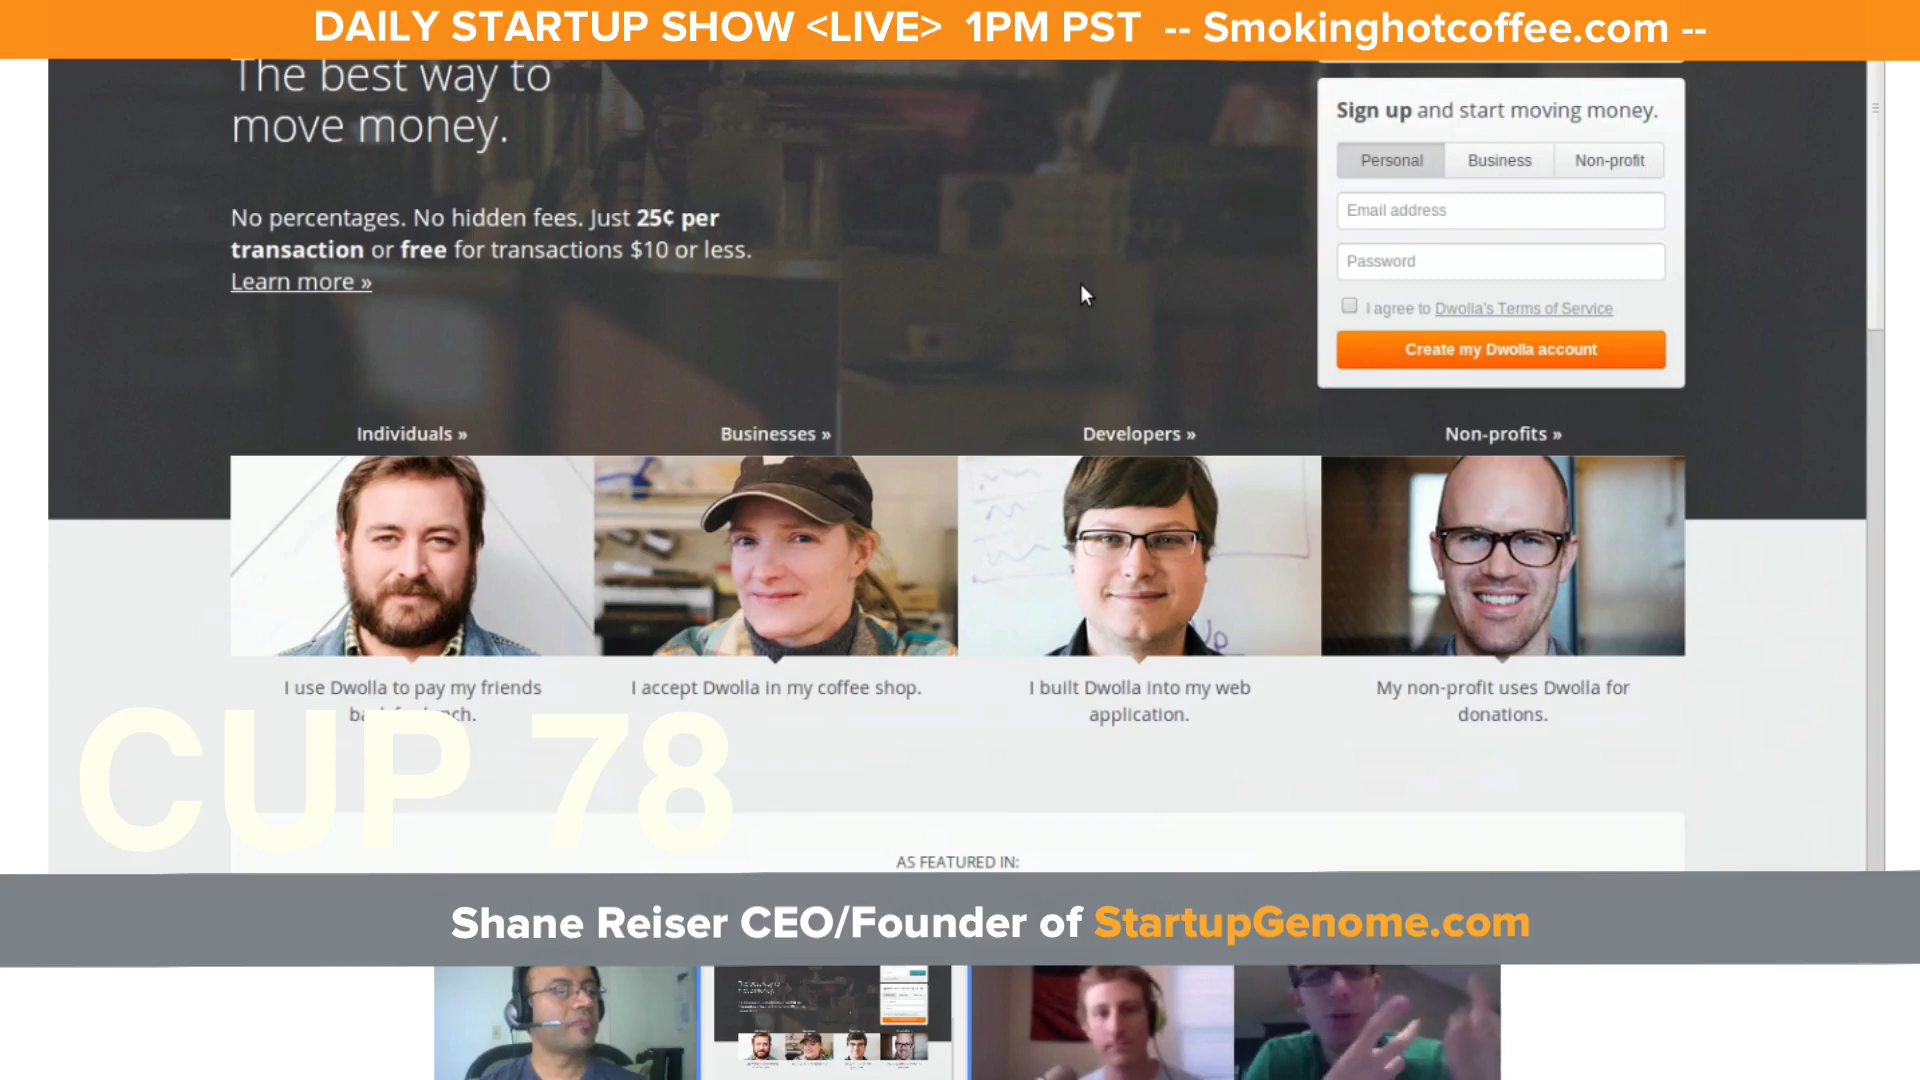 DAILY STARTUP SHOW <LIVE> 1PM PST -- Smokinghotcoffee.com --
The best way to
move money.
No percentages. No hidden fees. Just 25¢ per
transaction or free for transactions $10 or less.
Learn more »
Sign up and start moving money.
Personal Business Non-profit
Email address
Password
I agree to Dwolla's Terms of Service
Create my Dwolla account
Individuals » Businesses » Developers » Non-profits »
I use Dwolla to pay my friends
I accept Dwolla in my coffee shop.
I built Dwolla into my web
application.
My non-profit uses Dwolla for
donations.
CUP 78
AS FEATURED IN:
Shane Reiser CEO/Founder of StartupGenome.com